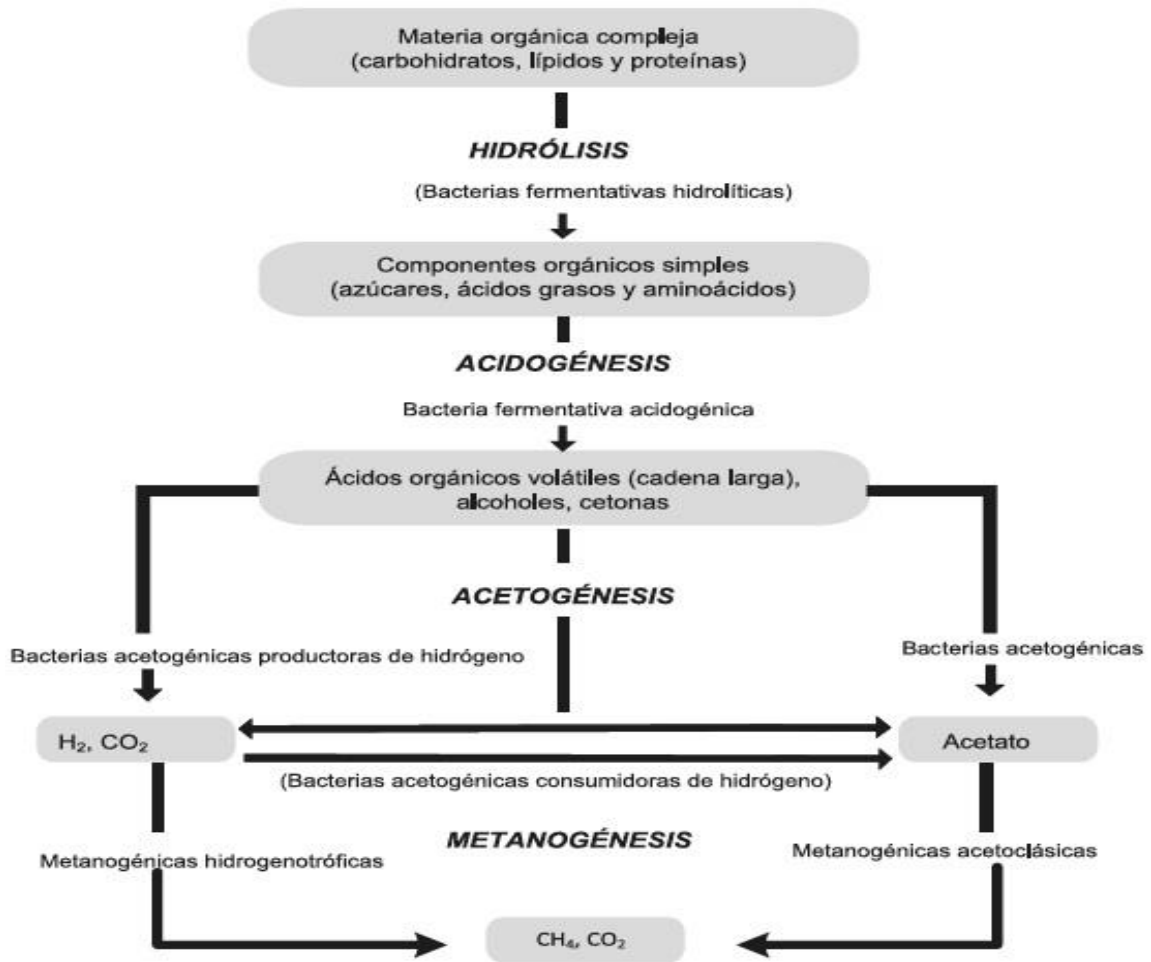 Materia orgánica compleja
(carbohidratos, lípidos y proteínas)
HIDRÓLISIS
(Bacterias fermentativas hidrolíticas)
Componentes orgánicos simples
(azúcares, ácidos grasos y aminoácidos)
ACIDOGÉNESIS
Bacteria fermentativa acidogénica
Ácidos orgánicos volátiles (cadena larga),
alcoholes, cetonas
ACETOGÉNESIS
Bacterias acetogénicas productoras de hidrógeno
Bacterias acetogénicas
H₂, CO₂
Acetato
(Bacterias acetogénicas consumidoras de hidrógeno)
METANOGÉNESIS
Metanogénicas hidrogenotróficas
Metanogénicas acetoclásicas
CH₄, CO₂